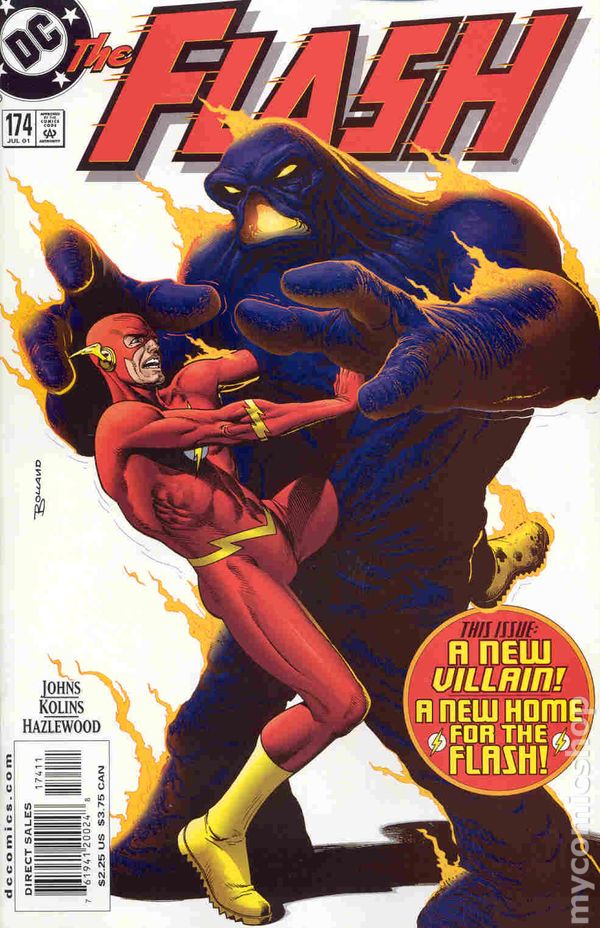 DC
The
FLASH
®
174
JUL 01
APPROVED
BY THE
COMICS
CODE
CA
AUTHORITY
BOLLAND
THIS ISSUE:
A NEW
VILLAIN!
A NEW HOME
FOR THE
FLASH!
JOHNS
KOLINS
HAZLEWOOD
dccomics.com
DIRECT SALES
17411
7 61941 20024 8
$2.25 US $3.75 CAN
mycomicshop